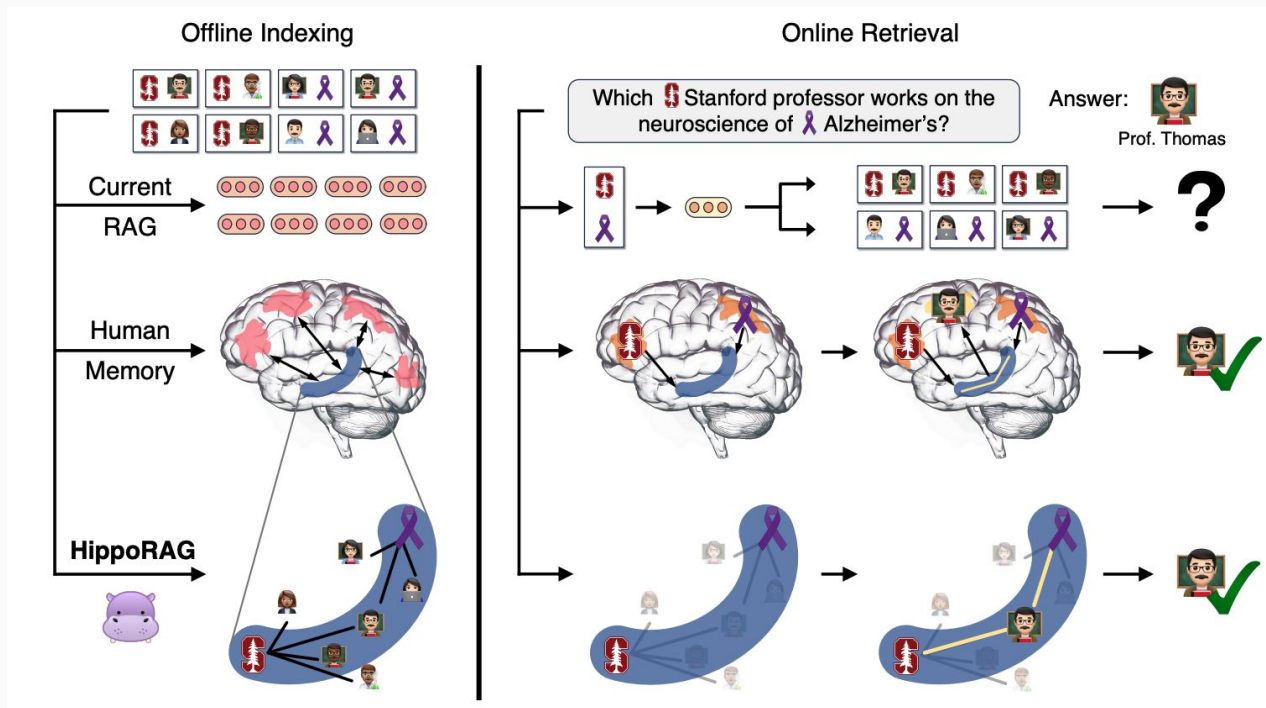 Offline Indexing
Online Retrieval
Which S Stanford professor works on the
neuroscience of Alzheimer's?
Answer:
Prof. Thomas
Current
RAG
?
Human
Memory
HippoRAG